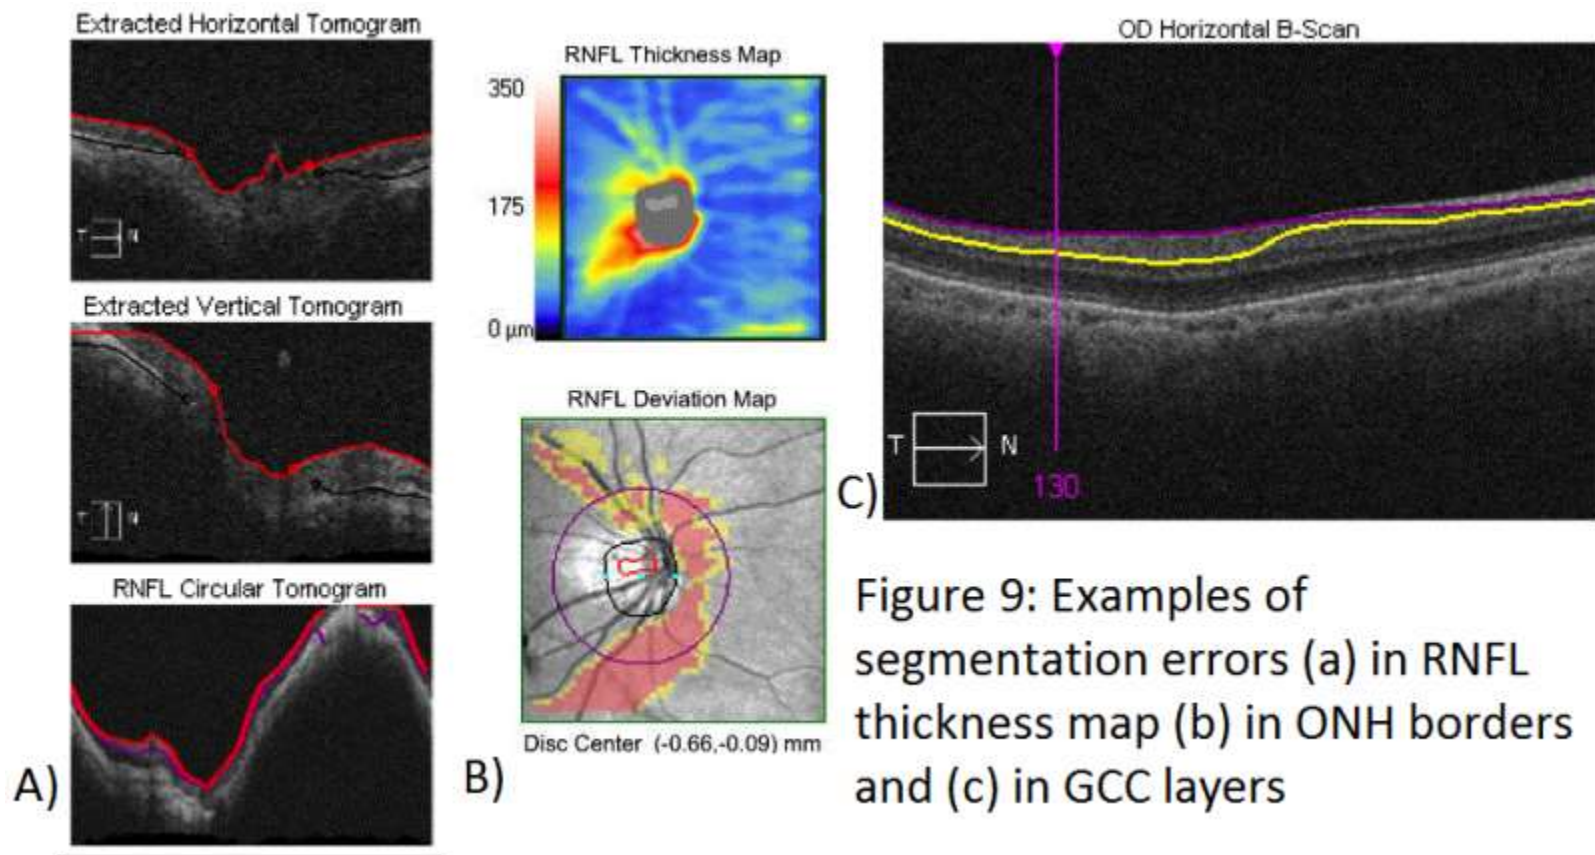 Extracted Horizontal Tomogram
T N
Extracted Vertical Tomogram
T N
RNFL Circular Tomogram
A)
RNFL Thickness Map
350
175
0 µm
RNFL Deviation Map
Disc Center (-0.66,-0.09) mm
B)
OD Horizontal B-Scan
T N
130
C)
Figure 9: Examples of
segmentation errors (a) in RNFL
thickness map (b) in ONH borders
and (c) in GCC layers